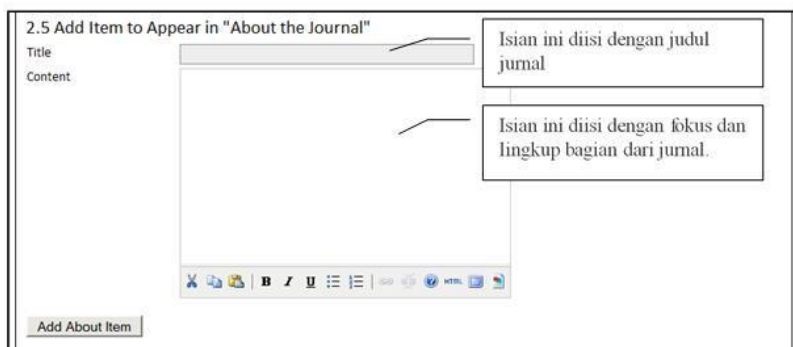 2.5 Add Item to Appear in "About the Journal"
Title
Isian ini diisi dengan judul
jurnal
Content
Isian ini diisi dengan fokus dan
lingkup bagian dari jurnal.
B I U HTML
Add About Item